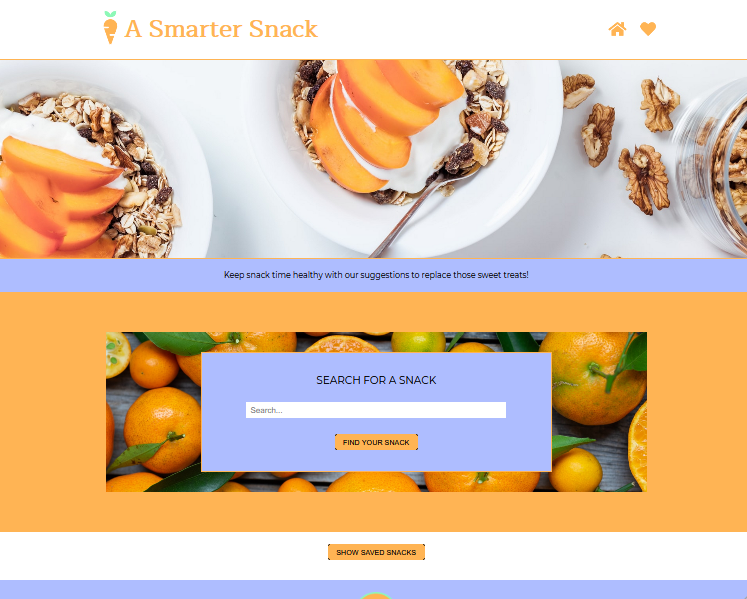 A Smarter Snack
Keep snack time healthy with our suggestions to replace those sweet treats!
SEARCH FOR A SNACK
Search...
FIND YOUR SNACK
SHOW SAVED SNACKS